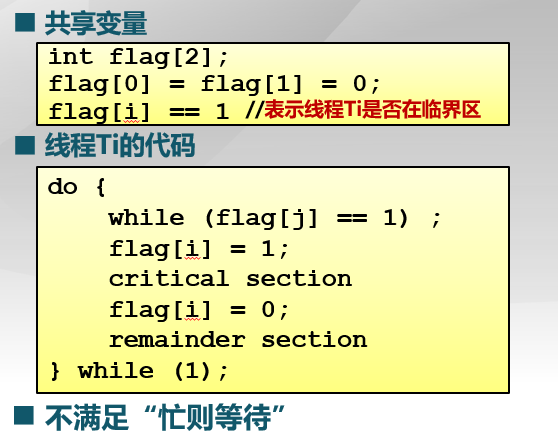 共享变量
int flag[2];
flag[0] = flag[1] = 0;
flag[i] == 1 //表示线程Ti是否在临界区
线程Ti的代码
do {
    while (flag[j] == 1) ;
    flag[i] = 1;
    critical section
    flag[i] = 0;
    remainder section
} while (1);
不满足“忙则等待”